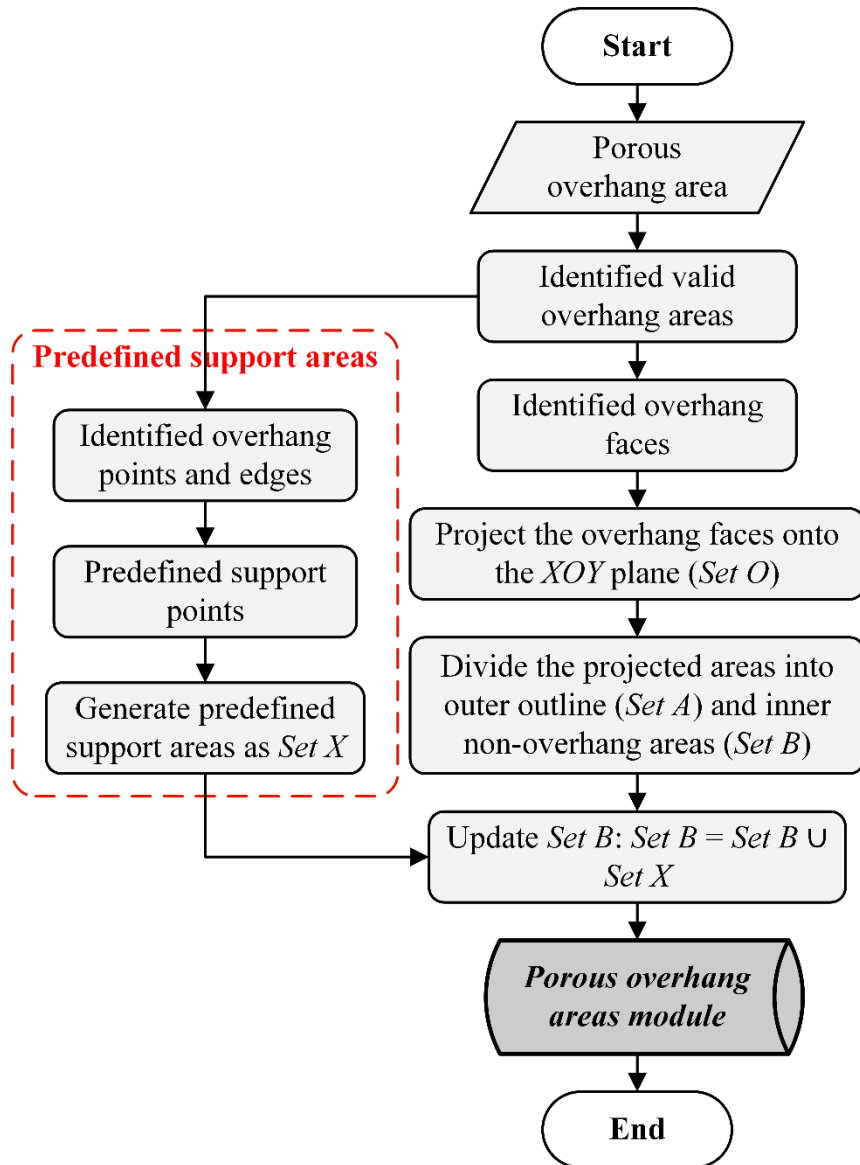 Start
Porous
overhang area
Identified valid
overhang areas
Predefined support areas
Identified overhang
points and edges
Predefined support
points
Generate predefined
support areas as Set X
Identified overhang
faces
Project the overhang faces onto
the XOY plane (Set O)
Divide the projected areas into
outer outline (Set A) and inner
non-overhang areas (Set B)
Update Set B: Set B = Set B ∪
Set X
Porous overhang
areas module
End